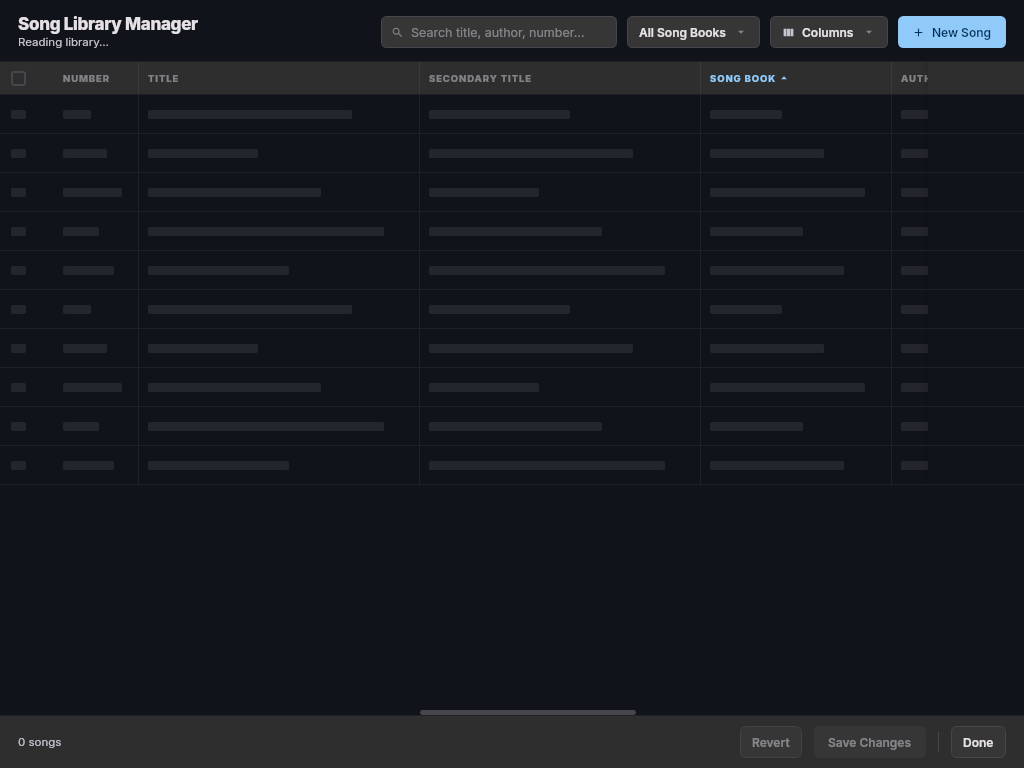 Song Library Manager
Reading library...
Search title, author, number...
All Song Books
Columns
+ New Song
NUMBER
TITLE
SECONDARY TITLE
SONG BOOK
AUTH
0 songs
Revert
Save Changes
Done